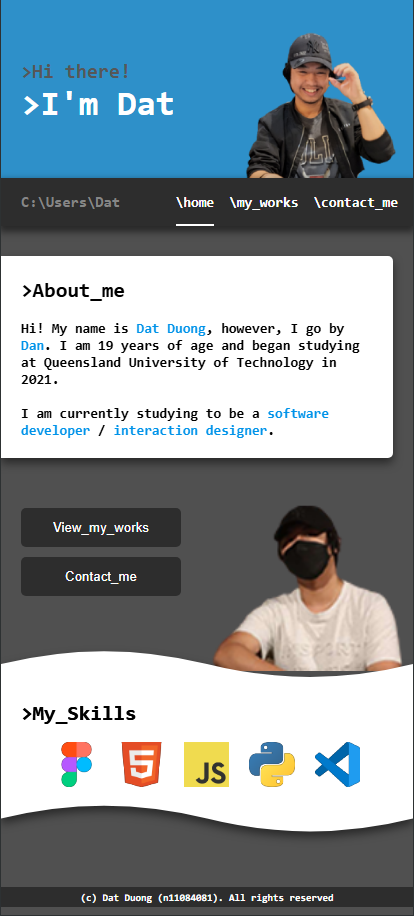 >Hi there!
>I'm Dat
C:\Users\Dat \home \my_works \contact_me
>About_me
Hi! My name is Dat Duong, however, I go by
Dan. I am 19 years of age and began studying
at Queensland University of Technology in
2021.
I am currently studying to be a software
developer / interaction designer.
View_my_works
Contact_me
>My_Skills
5 JS
(c) Dat Duong (n11084081). All rights reserved